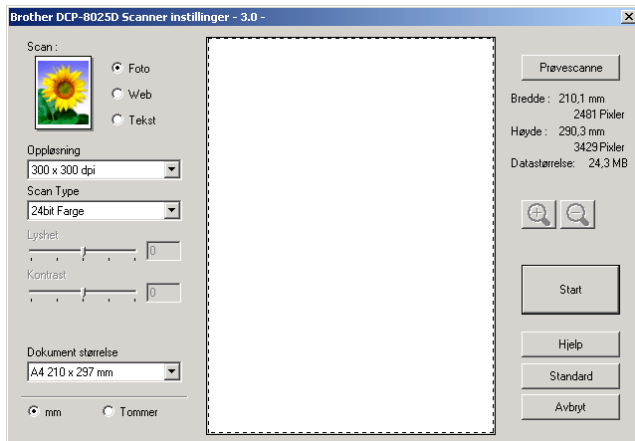 Brother DCP-8025D Scanner instillinger - 3.0 -
Scan :
Foto
Web
Tekst
Oppløsning
300 x 300 dpi
Scan Type
24bit Farge
Lyshet
0
Kontrast
0
Dokument størrelse
A4 210 x 297 mm
mm Tommer
Prøvescanne
Bredde : 210,1 mm
2481 Pixler
Høyde : 290,3 mm
3429 Pixler
Datastørrelse: 24,3 MB
Start
Hjelp
Standard
Avbryt